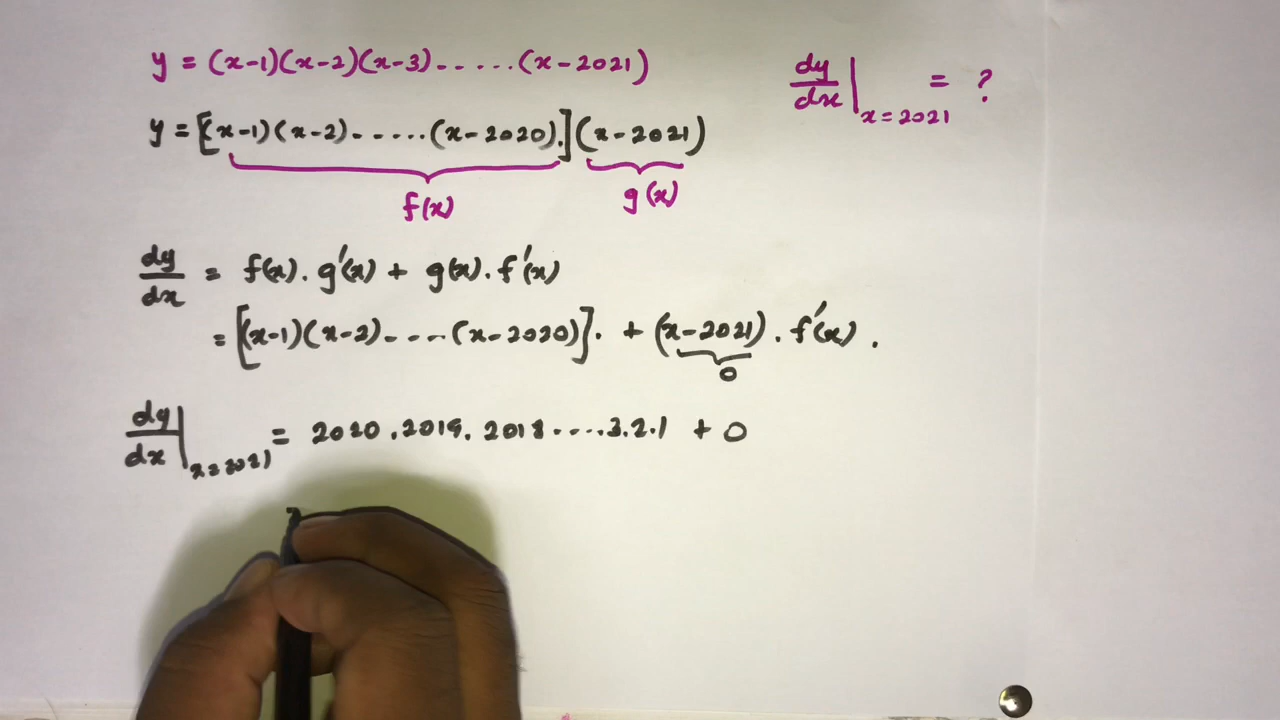 y = (x-1)(x-2)(x-3)......(x-2021)
dy/dx|x=2021 = ?
y = [(x-1)(x-2)......(x-2020).](x-2021)
f(x) g(x)
dy/dx = f(x).g'(x) + g(x).f'(x)
= [(x-1)(x-2)....(x-2020)]. + (x-2021).f'(x).
0
dy/dx|x=2021 = 2020.2019.2018....3.2.1 + 0